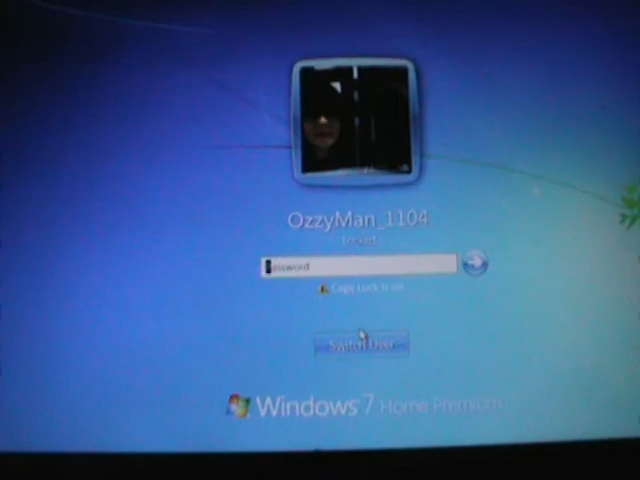 OzzyMan_1104
Locked
Password
Caps Lock is on
Switch User
Windows 7 Home Premium